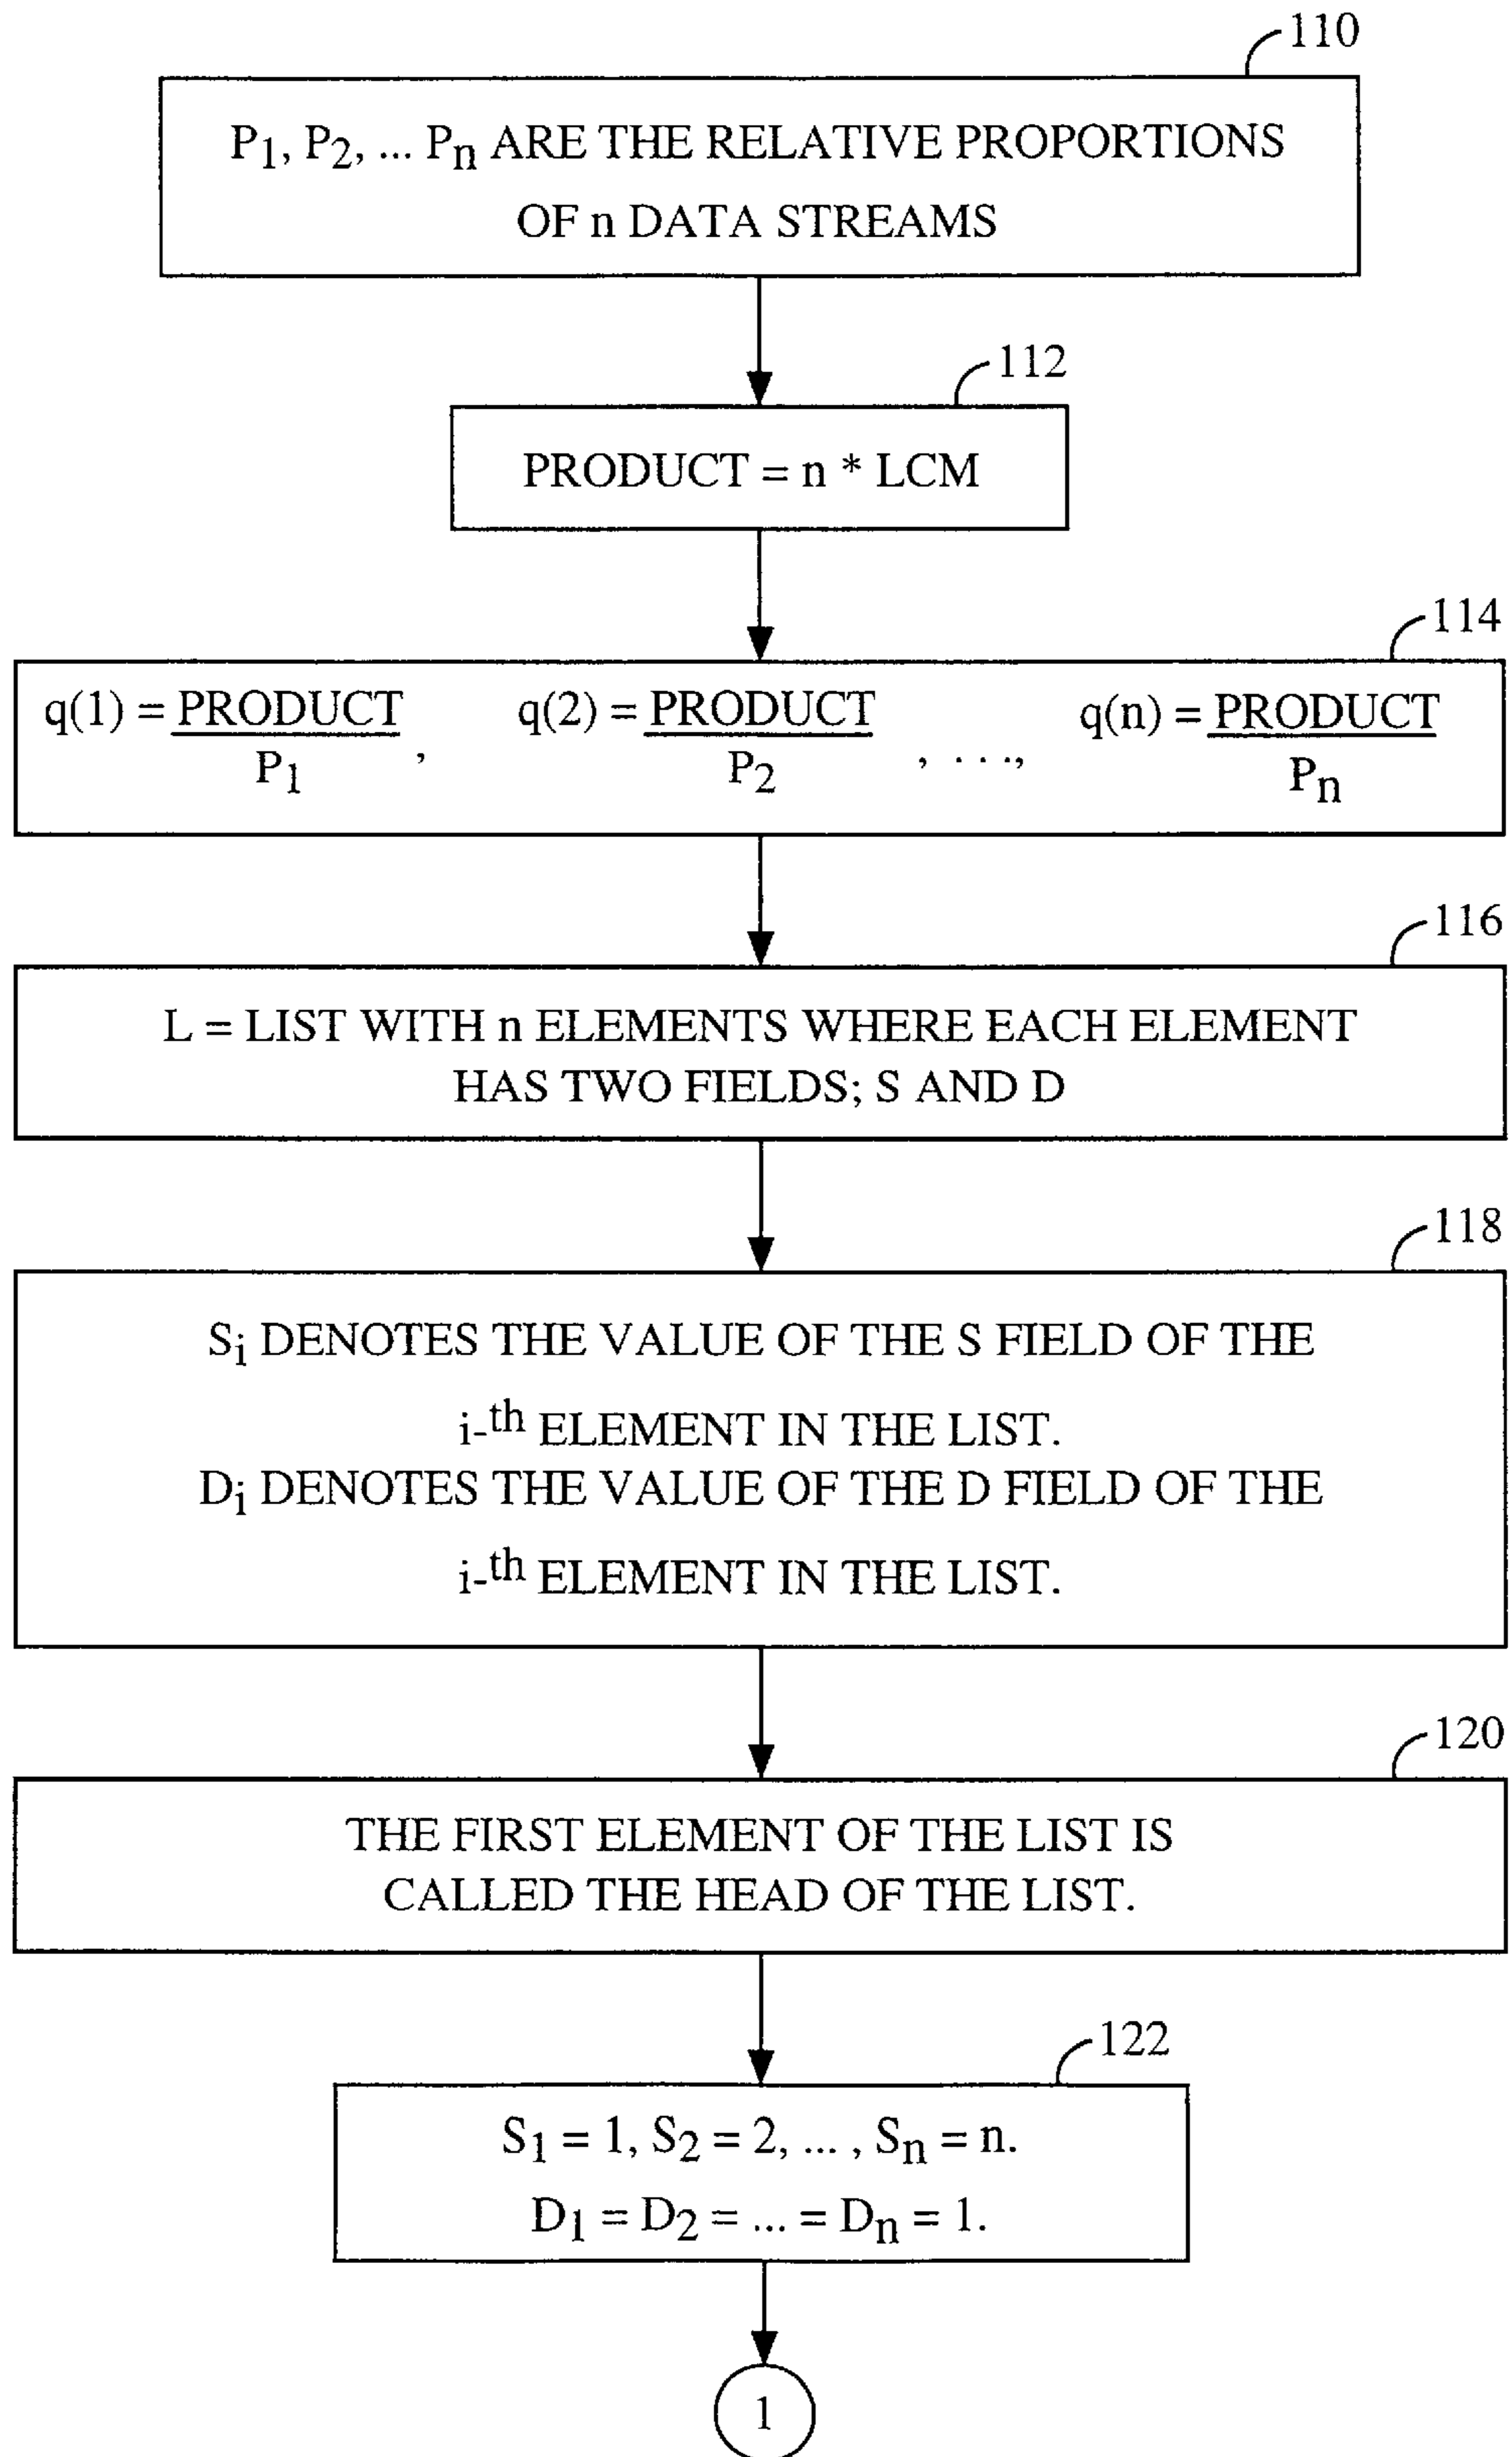 110
P₁, P₂, ... Pₙ ARE THE RELATIVE PROPORTIONS
OF n DATA STREAMS
112
PRODUCT = n * LCM
114
q(1) = PRODUCT / P₁ , q(2) = PRODUCT / P₂ , . . ., q(n) = PRODUCT / Pₙ
116
L = LIST WITH n ELEMENTS WHERE EACH ELEMENT
HAS TWO FIELDS; S AND D
118
Sᵢ DENOTES THE VALUE OF THE S FIELD OF THE
i-ᵗʰ ELEMENT IN THE LIST.
Dᵢ DENOTES THE VALUE OF THE D FIELD OF THE
i-ᵗʰ ELEMENT IN THE LIST.
120
THE FIRST ELEMENT OF THE LIST IS
CALLED THE HEAD OF THE LIST.
122
S₁ = 1, S₂ = 2, ... , Sₙ = n.
D₁ = D₂ = ... = Dₙ = 1.
1